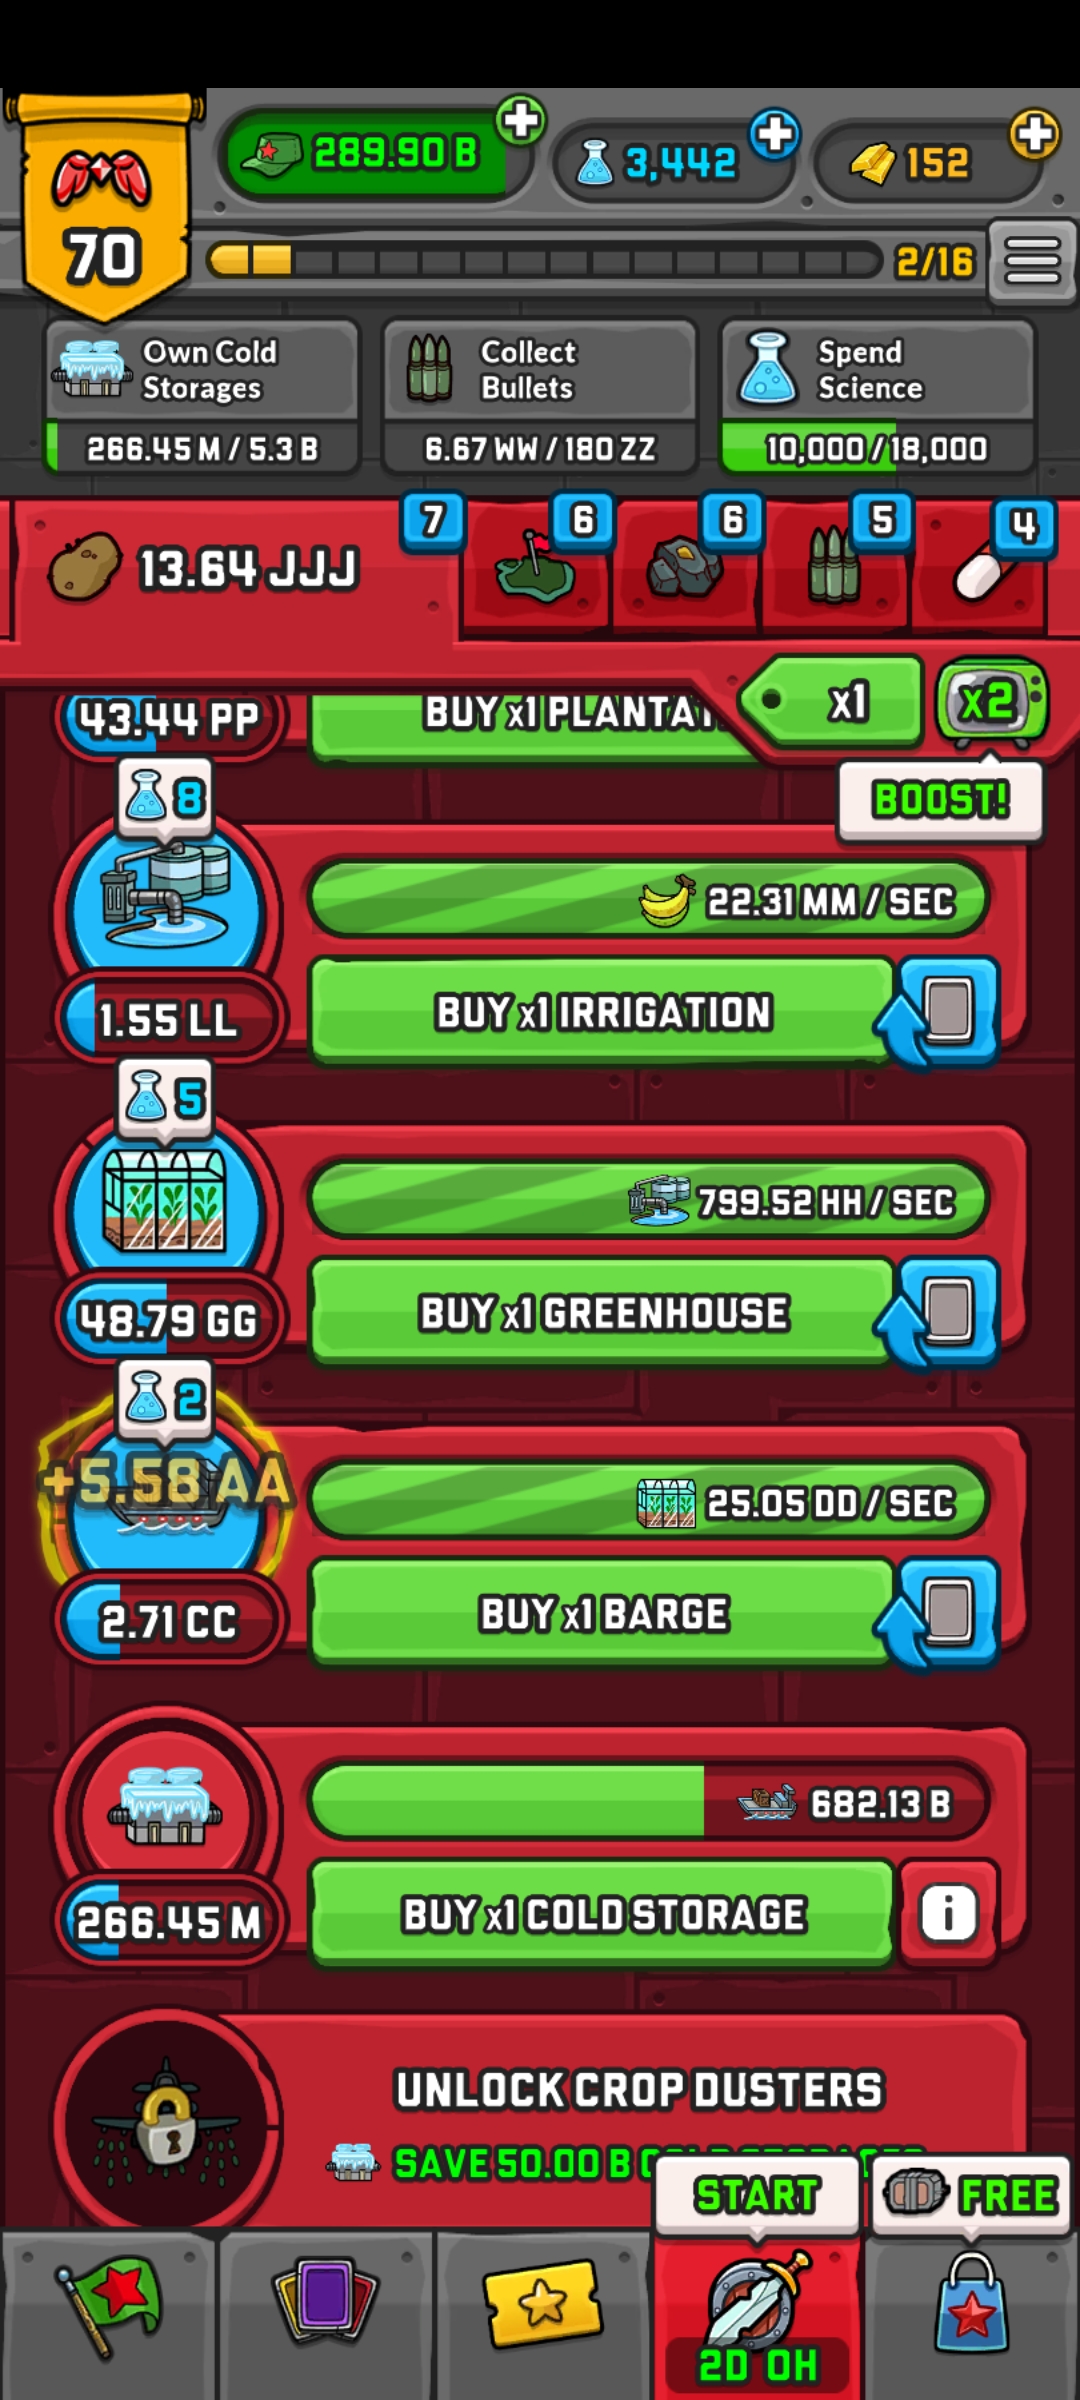 289.90 B
3,442
152
70
2/16
Own Cold
Storages
266.45 M / 5.3 B
Collect
Bullets
6.67 WW / 180 ZZ
Spend
Science
10,000 / 18,000
13.64 JJJ
7
6
6
5
4
x1
x2
BOOST!
43.44 PP
BUY x1
8
22.31 MM / SEC
1.55 LL
BUY x1 IRRIGATION
5
799.52 HH / SEC
48.79 GG
BUY x1 GREENHOUSE
2
+5.58 AA
25.05 DD / SEC
2.71 CC
BUY x1 BARGE
682.13 B
266.45 M
BUY x1 COLD STORAGE
i
UNLOCK CROP DUSTERS
SAVE 50.00 B
START
FREE
2D 0H